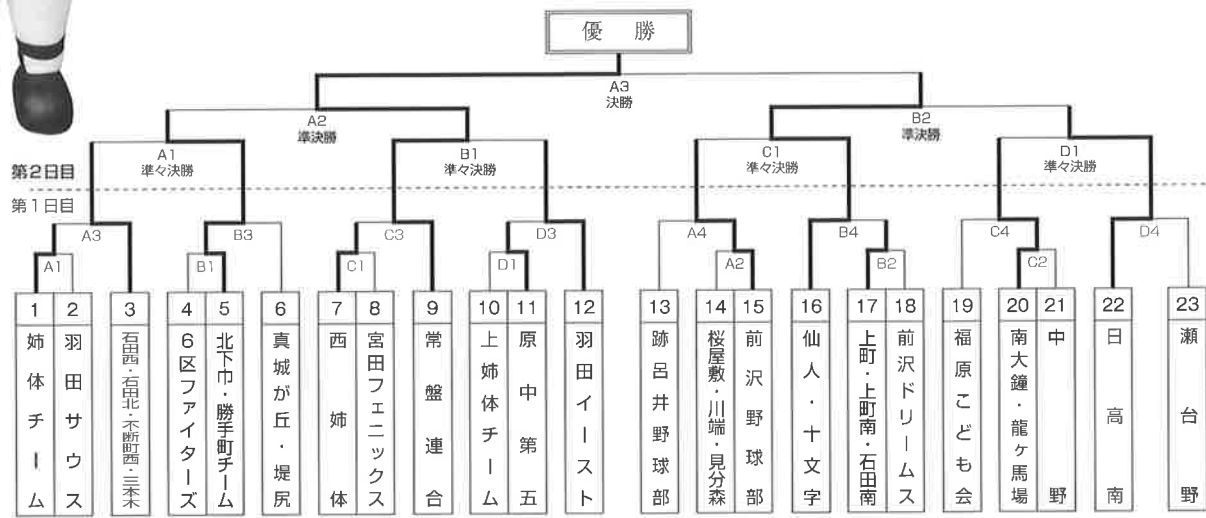 優 勝
A3
決勝
A2
準決勝
B2
準決勝
A1
準々決勝
B1
準々決勝
C1
準々決勝
D1
準々決勝
第2日目
第1日目
A3
B3
C3
D3
A4
B4
C4
D4
A1
B1
C1
D1
A2
B2
C2
1
姉体チーム
2
羽田サウス
3
石田西・石田北・不断町西・三本木
4
6区ファイターズ
5
北下巾・勝手町チーム
6
真城が丘・堤尻
7
西姉体
8
宮田フェニックス
9
常盤連合
10
上姉体チーム
11
原中第五
12
羽田イースト
13
跡呂井野球部
14
桜屋敷・川端・見分森
15
前沢野球部
16
仙人・十文字
17
上町・上町南・石田南
18
前沢ドリームス
19
福原こども会
20
南大鐘・龍ヶ馬場
21
中野
22
日高南
23
瀬台野